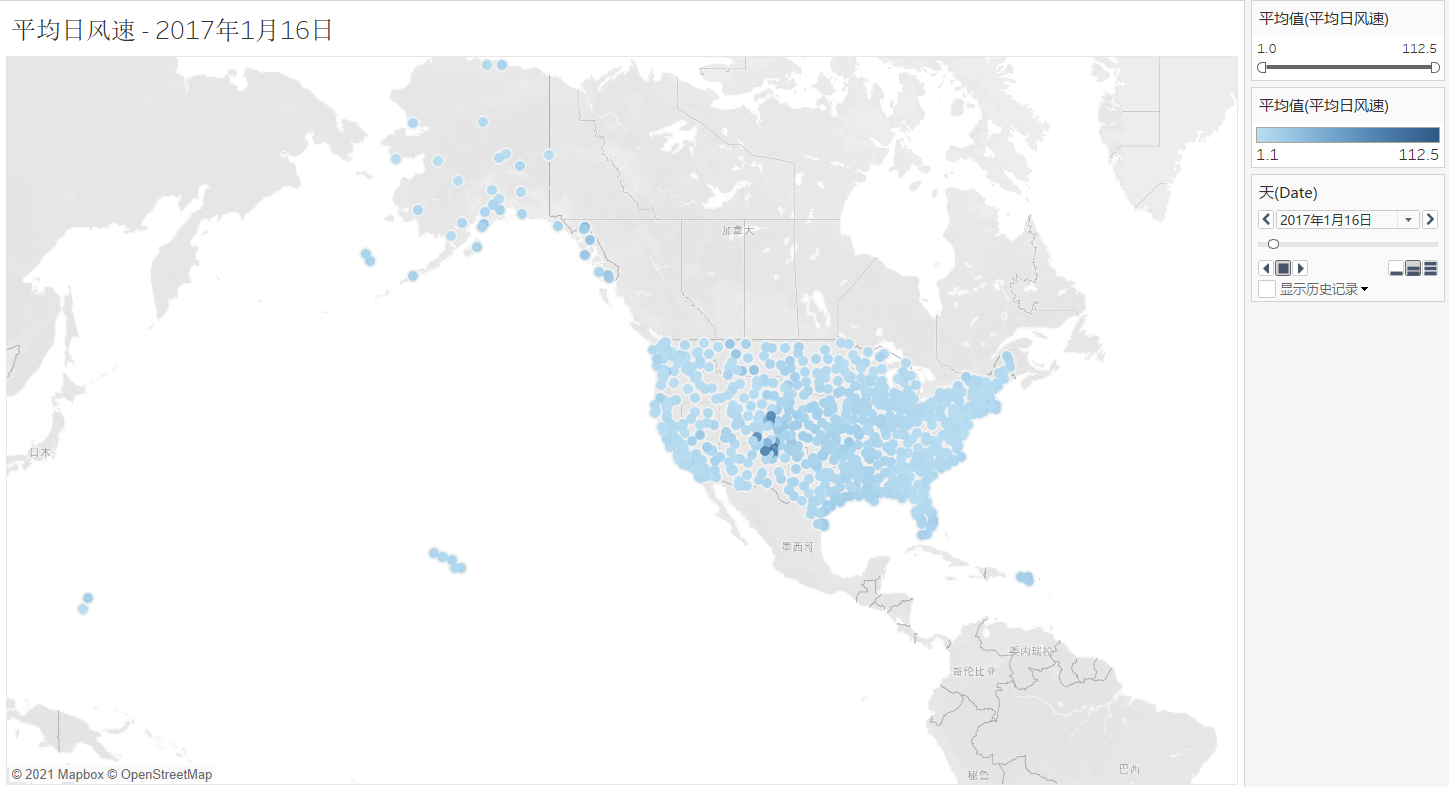 平均日风速 - 2017年1月16日
加拿大
日本
墨西哥
委内瑞拉
哥伦比亚
秘鲁
巴西
© 2021 Mapbox © OpenStreetMap
平均值(平均日风速)
1.0 112.5
平均值(平均日风速)
1.1 112.5
天(Date)
2017年1月16日
显示历史记录